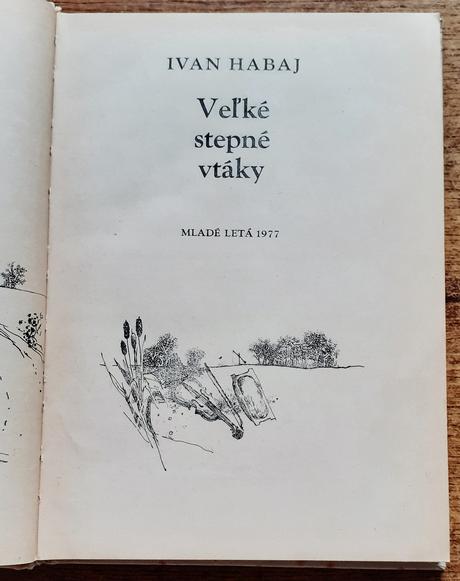 IVAN HABAJ
Veľké
stepné
vtáky
MLADÉ LETÁ 1977